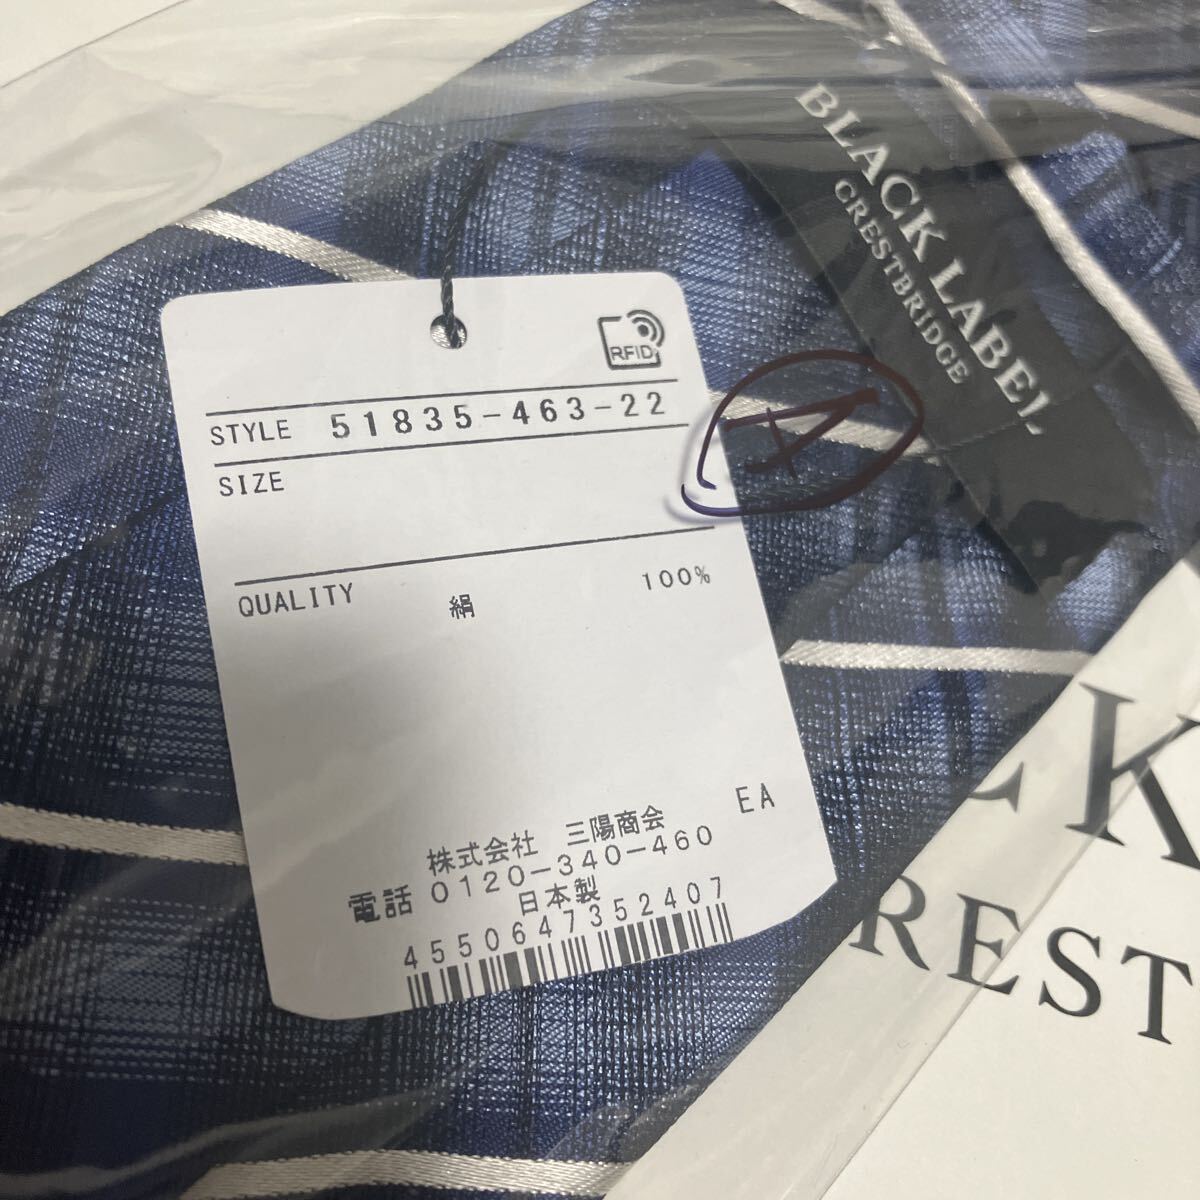 BLACK LABEL
CRESTBRIDGE
RFID
STYLE 51835-463-22
A
SIZE
QUALITY 絹 100%
EA
株式会社 三陽商会
電話 0120-340-460
日本製
4550647352407
CK
REST